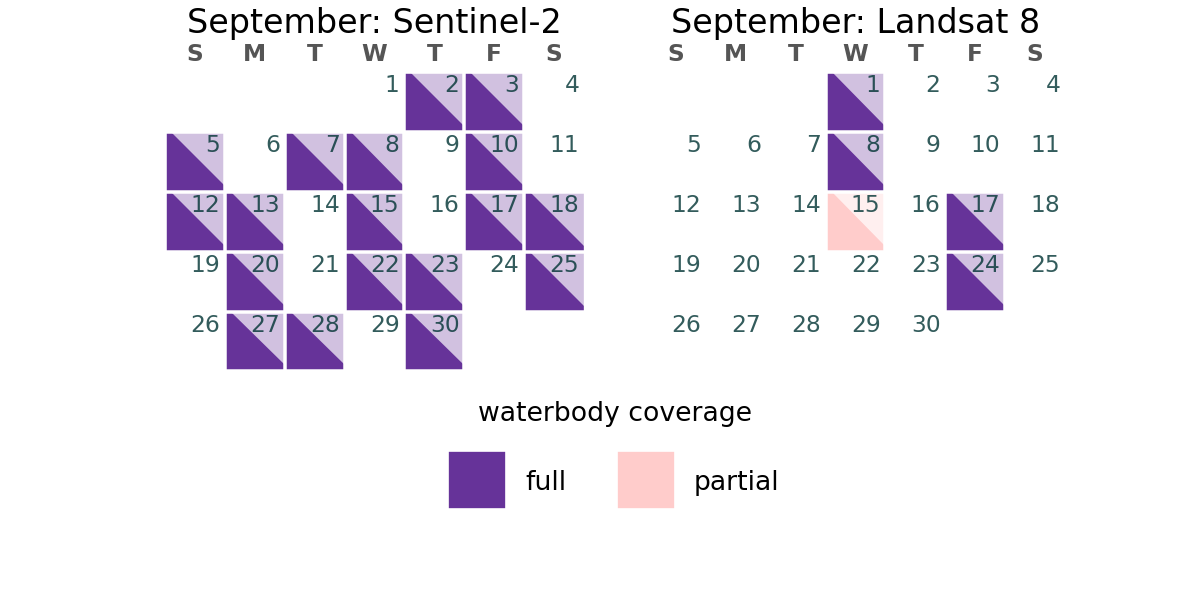 September: Sentinel-2
S M T W T F S
1 2 3 4
5 6 7 8 9 10 11
12 13 14 15 16 17 18
19 20 21 22 23 24 25
26 27 28 29 30
September: Landsat 8
S M T W T F S
1 2 3 4
5 6 7 8 9 10 11
12 13 14 15 16 17 18
19 20 21 22 23 24 25
26 27 28 29 30
waterbody coverage
full
partial